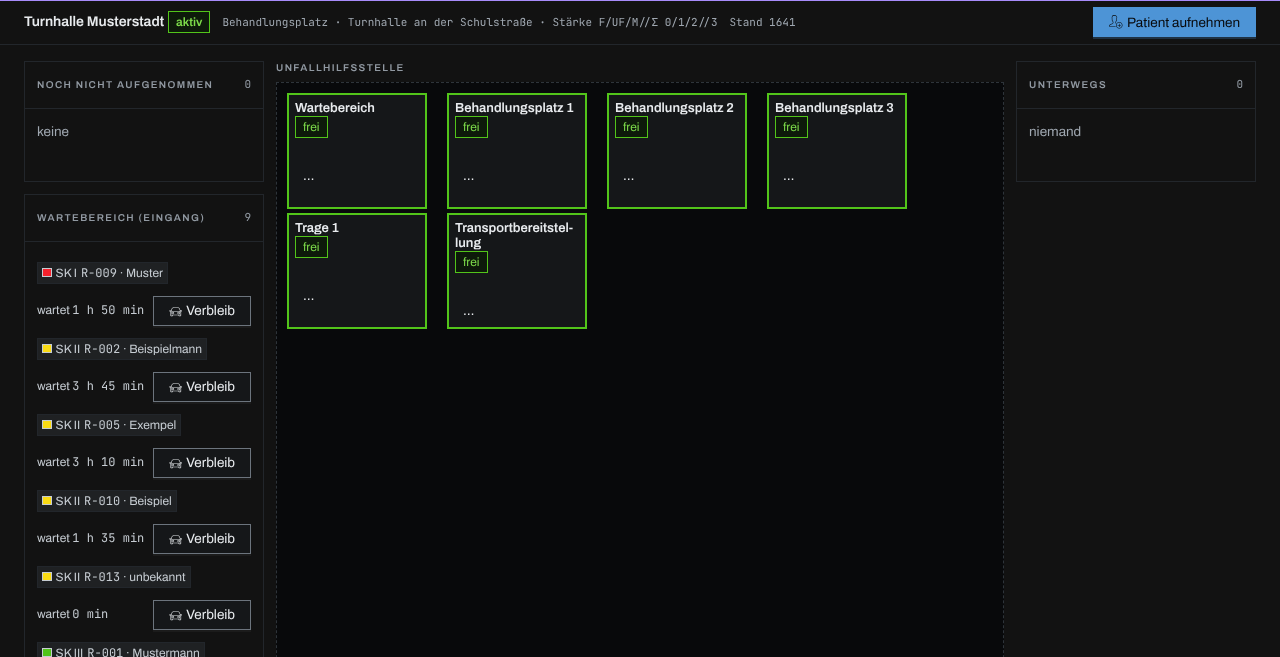 Turnhalle Musterstadt aktiv Behandlungsplatz · Turnhalle an der Schulstraße · Stärke F/UF/M//Σ 0/1/2//3 Stand 1641 Patient aufnehmen
NOCH NICHT AUFGENOMMEN 0
keine
WARTEBEREICH (EINGANG) 9
SK I R-009 · Muster
wartet 1 h 50 min Verbleib
SK II R-002 · Beispielmann
wartet 3 h 45 min Verbleib
SK II R-005 · Exempel
wartet 3 h 10 min Verbleib
SK II R-010 · Beispiel
wartet 1 h 35 min Verbleib
SK II R-013 · unbekannt
wartet 0 min Verbleib
SK III R-001 · Mustermann
UNFALLHILFSSTELLE
Wartebereich
frei
...
Behandlungsplatz 1
frei
...
Behandlungsplatz 2
frei
...
Behandlungsplatz 3
frei
...
Trage 1
frei
...
Transportbereitstel-
lung
frei
...
UNTERWEGS 0
niemand